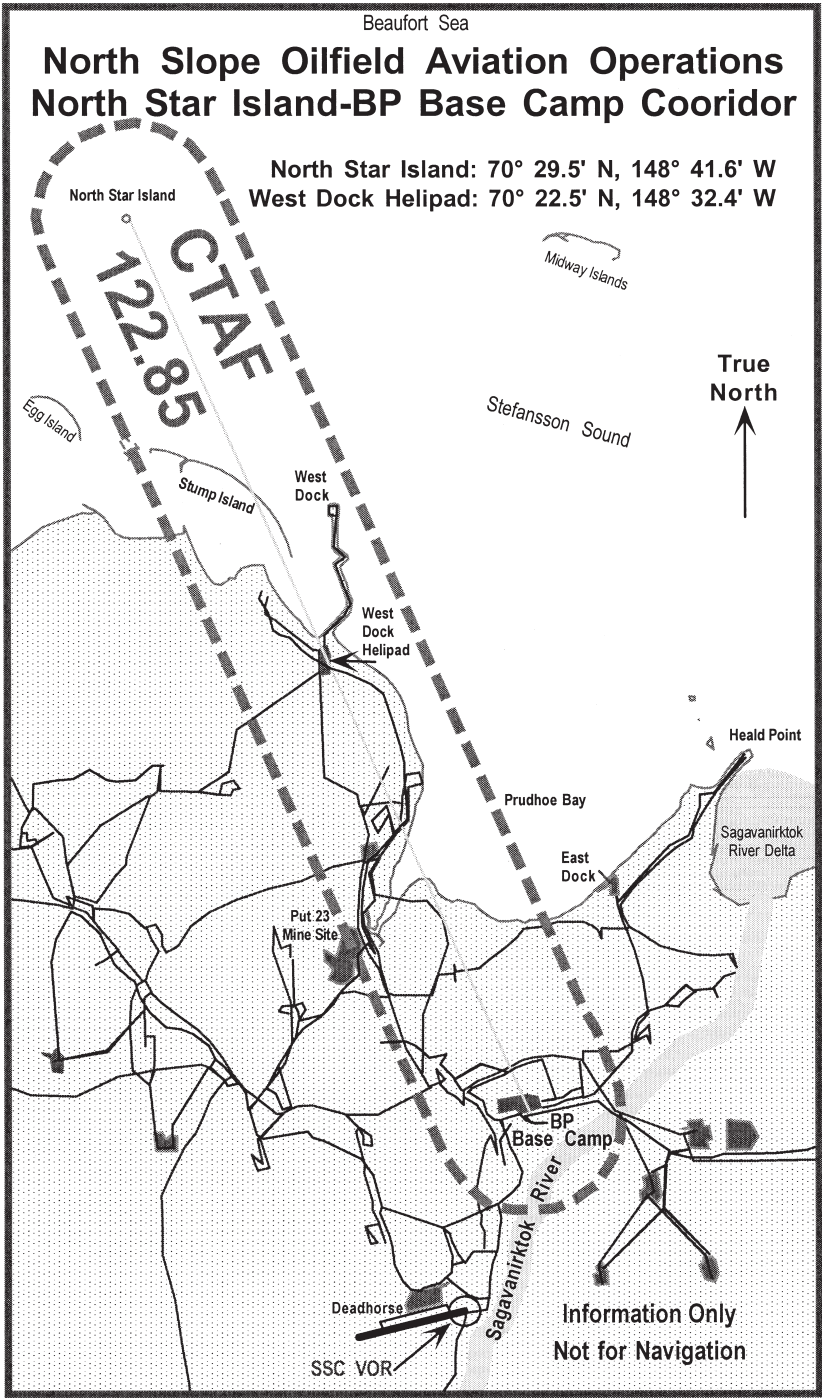 Beaufort Sea
North Slope Oilfield Aviation Operations
North Star Island-BP Base Camp Cooridor
North Star Island: 70° 29.5' N, 148° 41.6' W
West Dock Helipad: 70° 22.5' N, 148° 32.4' W
North Star Island
CTAF
122.85
Midway Islands
True
North
Egg Island
Stefansson Sound
Stump Island
West
Dock
West
Dock
Helipad
Heald Point
Prudhoe Bay
Sagavanirktok
River Delta
East
Dock
Put 23
Mine Site
BP
Base Camp
Sagavanirktok River
Deadhorse
SSC VOR
Information Only
Not for Navigation